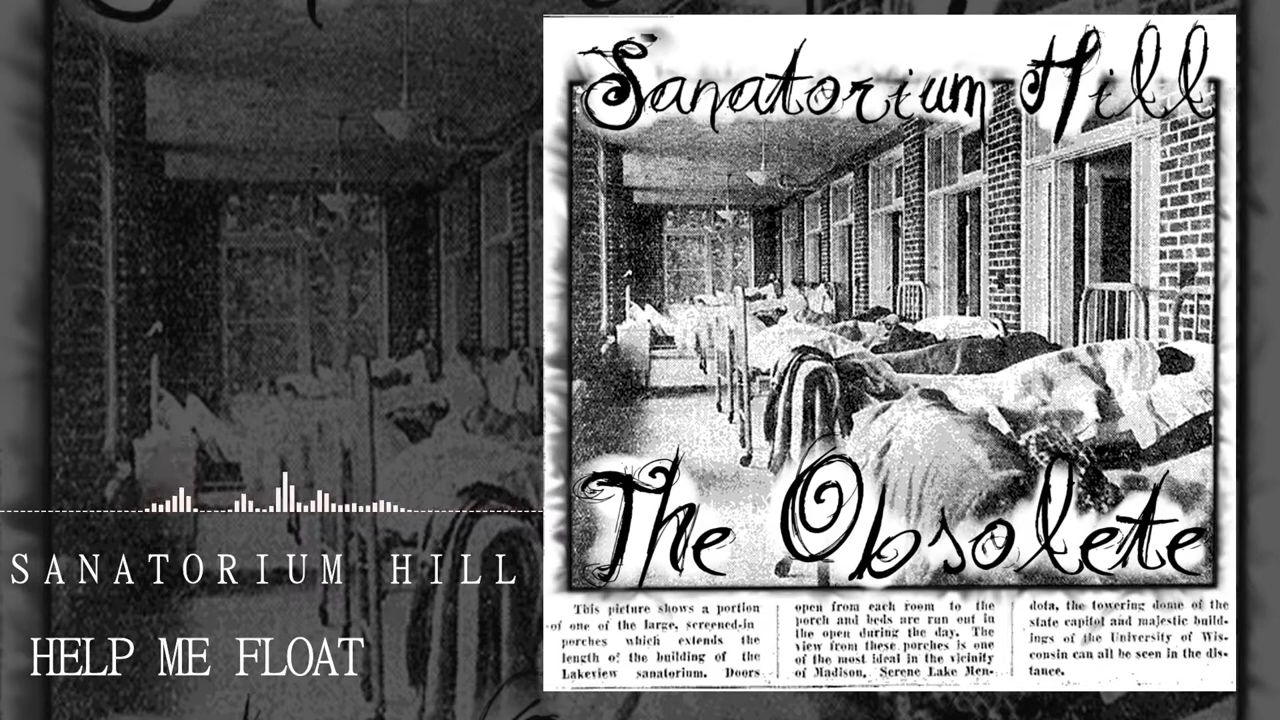 Sanatorium Hill
The Obsolete
SANATORIUM HILL
HELP ME FLOAT
This picture shows a portion
of one of the large, screened-in
porches which extends the
length of the building of the
Lakeview sanatorium. Doors
open from each room to the
porch and beds are run out in
the open during the day. The
view from these porches is one
of the most ideal in the vicinity
of Madison, Serene Lake Men-
dota, the towering dome of the
state capitol and majestic build-
ings of the University of Wis-
consin can all be seen in the dis-
tance.